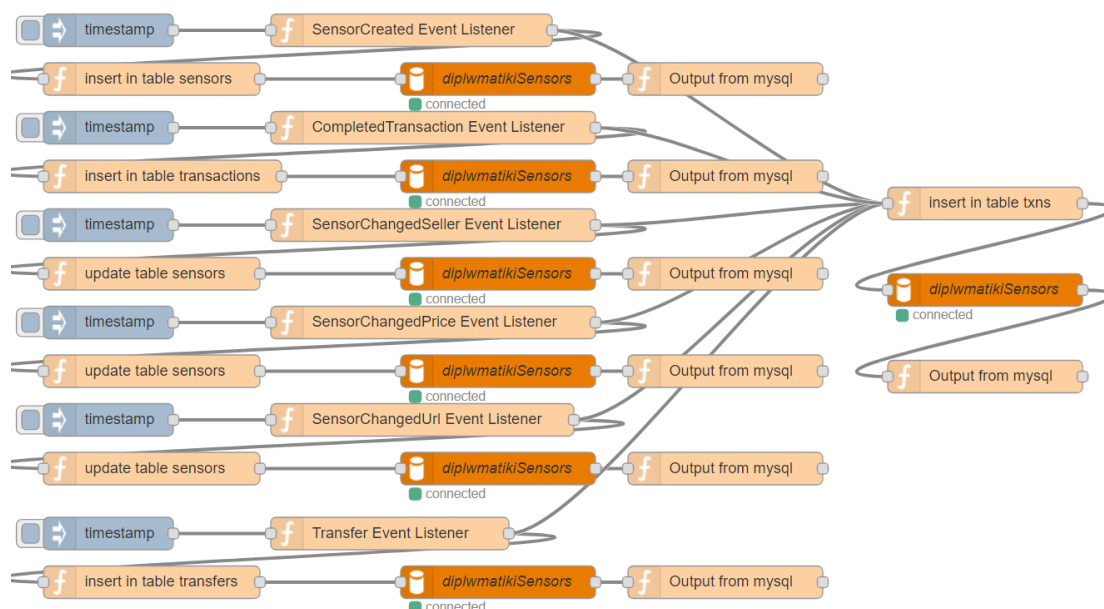 timestamp
SensorCreated Event Listener
insert in table sensors
diplwmatikiSensors
Output from mysql
connected
timestamp
CompletedTransaction Event Listener
insert in table transactions
diplwmatikiSensors
Output from mysql
connected
insert in table txns
timestamp
SensorChangedSeller Event Listener
update table sensors
diplwmatikiSensors
Output from mysql
connected
diplwmatikiSensors
connected
timestamp
SensorChangedPrice Event Listener
update table sensors
diplwmatikiSensors
Output from mysql
connected
Output from mysql
timestamp
SensorChangedUrl Event Listener
update table sensors
diplwmatikiSensors
Output from mysql
connected
timestamp
Transfer Event Listener
insert in table transfers
diplwmatikiSensors
Output from mysql
connected